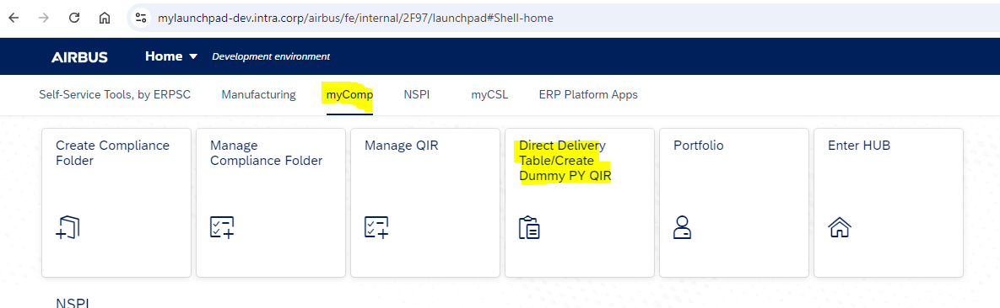 mylaunchpad-dev.intra.corp/airbus/fe/internal/2F97/launchpad#Shell-home
AIRBUS Home Development environment
Self-Service Tools, by ERPSC Manufacturing myComp NSPI myCSL ERP Platform Apps
Create Compliance
Folder
Manage
Compliance Folder
Manage QIR
Direct Delivery
Table/Create
Dummy PY QIR
Portfolio
Enter HUB
NSPI